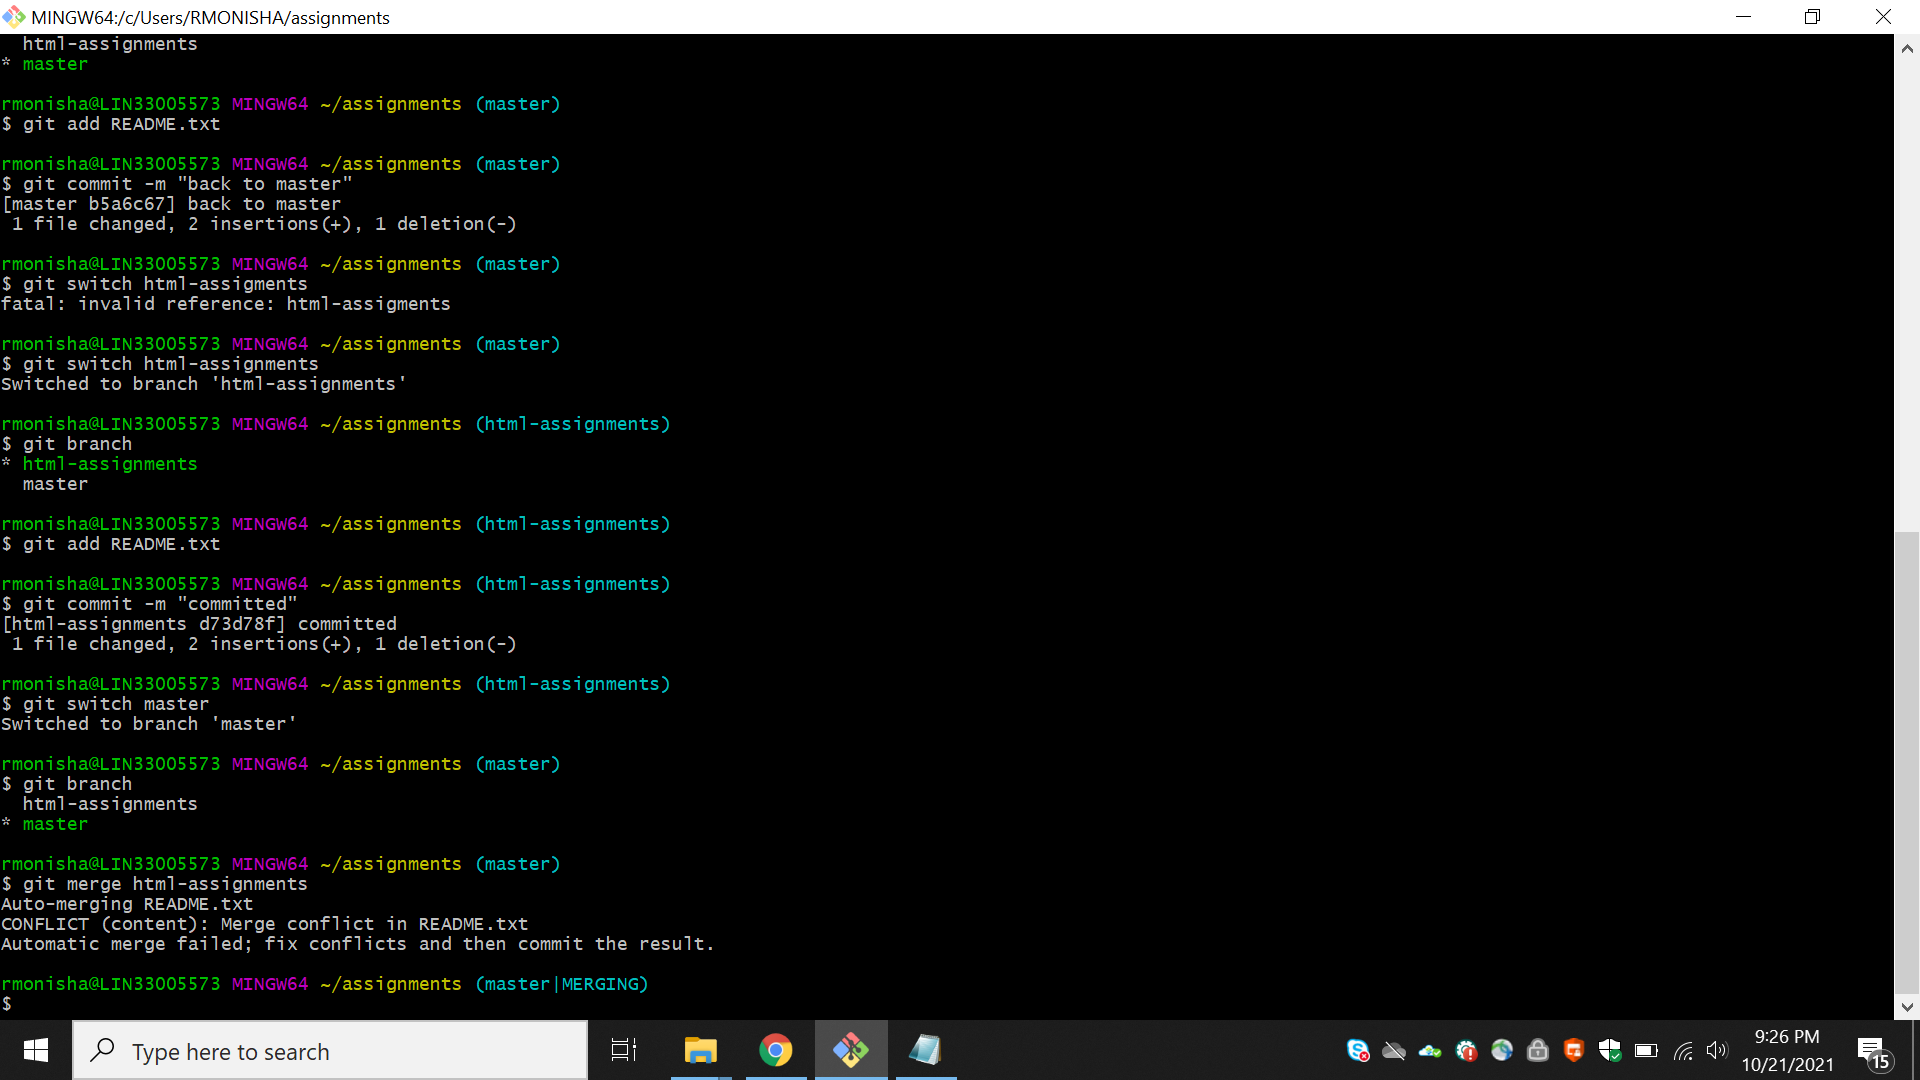 MINGW64:/c/Users/RMONISHA/assignments
  html-assignments
* master
rmonisha@LIN33005573 MINGW64 ~/assignments (master)
$ git add README.txt
rmonisha@LIN33005573 MINGW64 ~/assignments (master)
$ git commit -m "back to master"
[master b5a6c67] back to master
 1 file changed, 2 insertions(+), 1 deletion(-)
rmonisha@LIN33005573 MINGW64 ~/assignments (master)
$ git switch html-assigments
fatal: invalid reference: html-assigments
rmonisha@LIN33005573 MINGW64 ~/assignments (master)
$ git switch html-assignments
Switched to branch 'html-assignments'
rmonisha@LIN33005573 MINGW64 ~/assignments (html-assignments)
$ git branch
* html-assignments
  master
rmonisha@LIN33005573 MINGW64 ~/assignments (html-assignments)
$ git add README.txt
rmonisha@LIN33005573 MINGW64 ~/assignments (html-assignments)
$ git commit -m "committed"
[html-assignments d73d78f] committed
 1 file changed, 2 insertions(+), 1 deletion(-)
rmonisha@LIN33005573 MINGW64 ~/assignments (html-assignments)
$ git switch master
Switched to branch 'master'
rmonisha@LIN33005573 MINGW64 ~/assignments (master)
$ git branch
  html-assignments
* master
rmonisha@LIN33005573 MINGW64 ~/assignments (master)
$ git merge html-assignments
Auto-merging README.txt
CONFLICT (content): Merge conflict in README.txt
Automatic merge failed; fix conflicts and then commit the result.
rmonisha@LIN33005573 MINGW64 ~/assignments (master|MERGING)
$
Type here to search
9:26 PM
10/21/2021
15